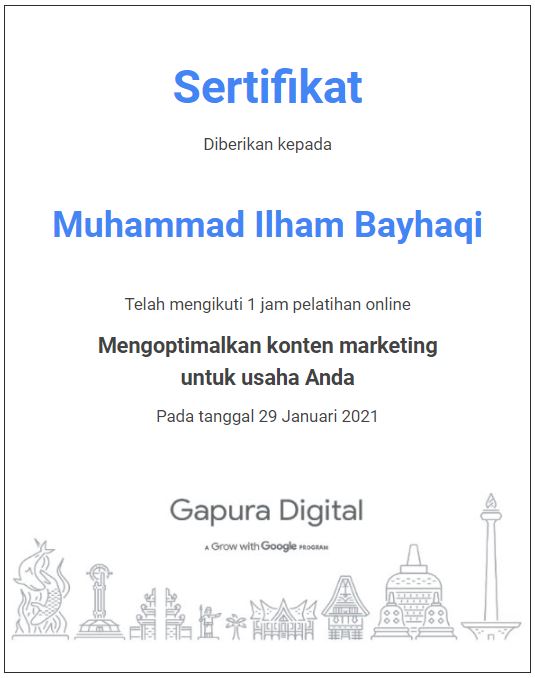 Sertifikat
Diberikan kepada
Muhammad Ilham Bayhaqi
Telah mengikuti 1 jam pelatihan online
Mengoptimalkan konten marketing
untuk usaha Anda
Pada tanggal 29 Januari 2021
Gapura Digital
A Grow with Google PROGRAM